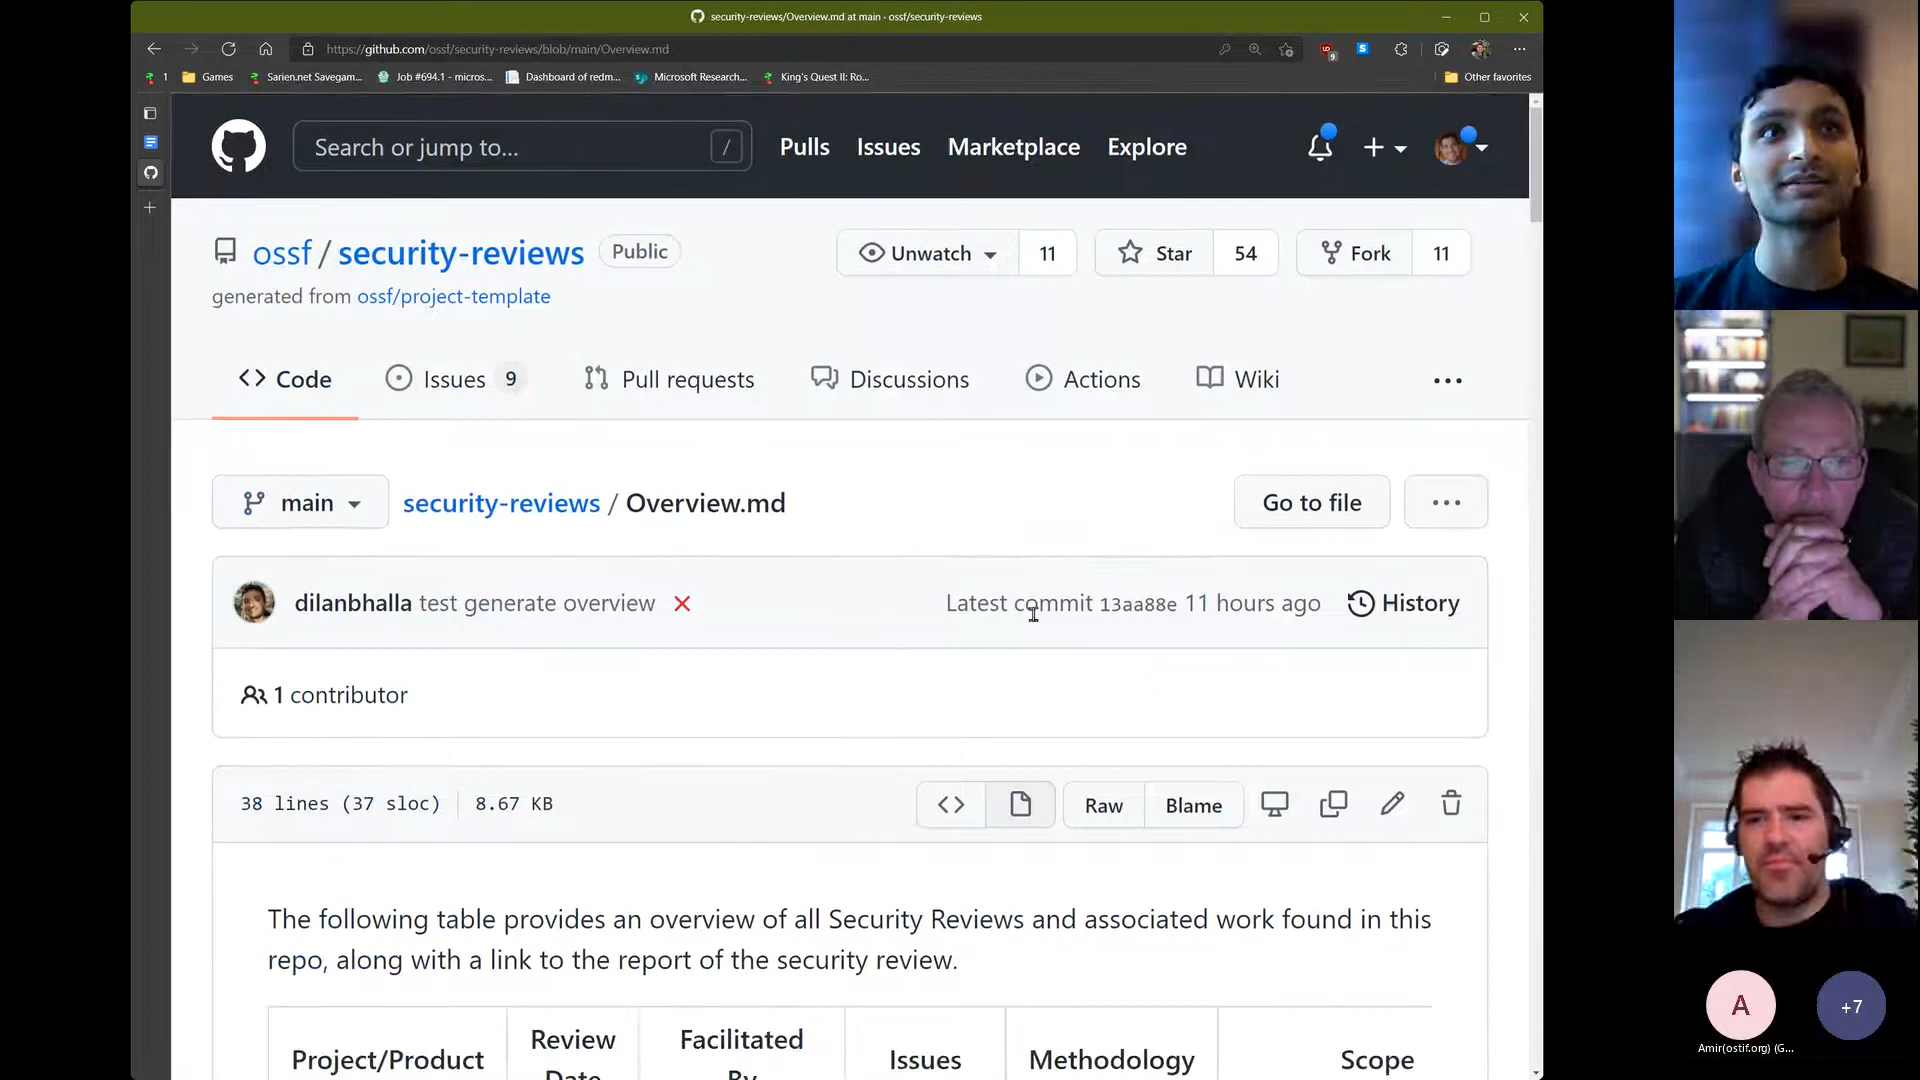 security-reviews/Overview.md at main · ossf/security-reviews
https://github.com/ossf/security-reviews/blob/main/Overview.md
1
Games
Sarien.net Savegam...
Job #694.1 - micros...
Dashboard of redm...
Microsoft Research...
King's Quest II: Ro...
Other favorites
Search or jump to...
/
Pulls
Issues
Marketplace
Explore
ossf / security-reviews
Public
Unwatch
11
Star
54
Fork
11
generated from ossf/project-template
Code
Issues 9
Pull requests
Discussions
Actions
Wiki
main
security-reviews / Overview.md
Go to file
dilanbhalla test generate overview
Latest commit 13aa88e 11 hours ago
History
1 contributor
38 lines (37 sloc)
8.67 KB
Raw
Blame
The following table provides an overview of all Security Reviews and associated work found in this
repo, along with a link to the report of the security review.
Project/Product
Review
Date
Facilitated
By
Issues
Methodology
Scope
A
+7
Amir(ostif.org) (G...